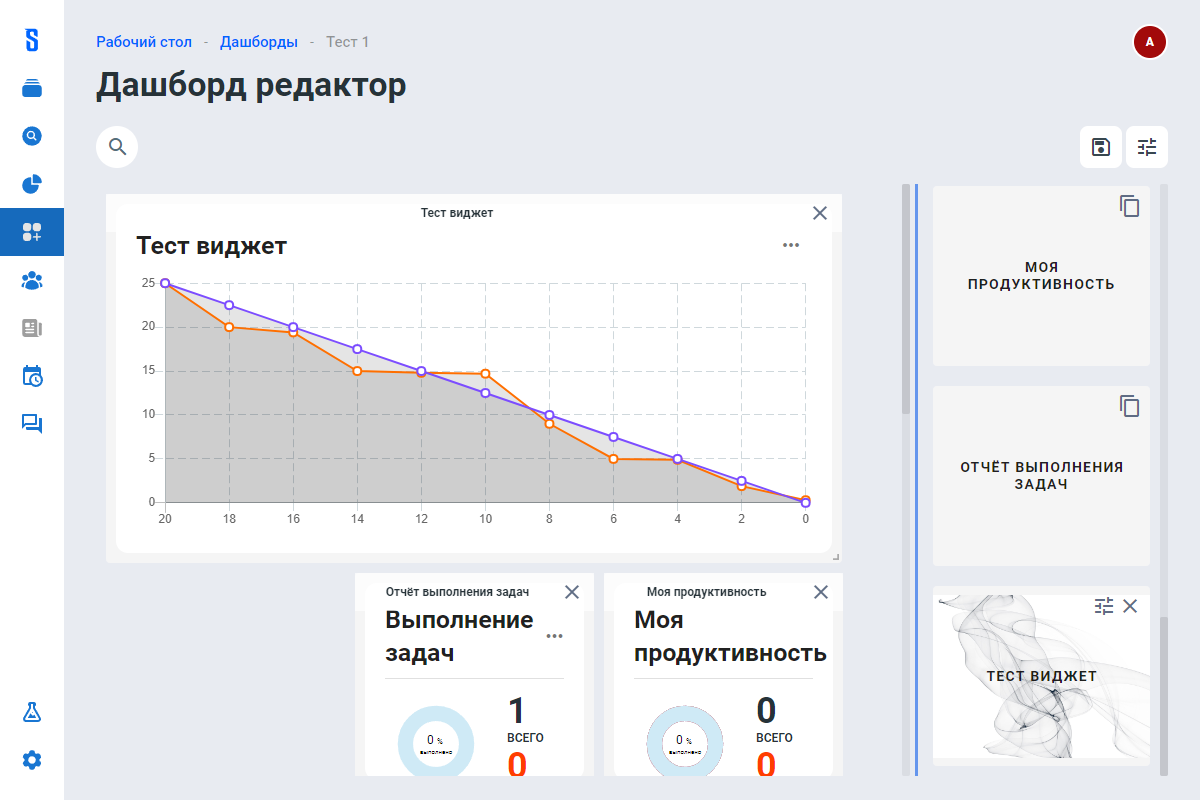 Рабочий стол - Дашборды - Тест 1
A
Дашборд редактор
Тест виджет
Тест виджет
25
20
15
10
5
0
20 18 16 14 12 10 8 6 4 2 0
Отчёт выполнения задач
Выполнение
задач
0 %
выполнено
1
ВСЕГО
0
Моя продуктивность
Моя
продуктивность
0 %
выполнено
0
ВСЕГО
0
МОЯ
ПРОДУКТИВНОСТЬ
ОТЧЁТ ВЫПОЛНЕНИЯ
ЗАДАЧ
ТЕСТ ВИДЖЕТ